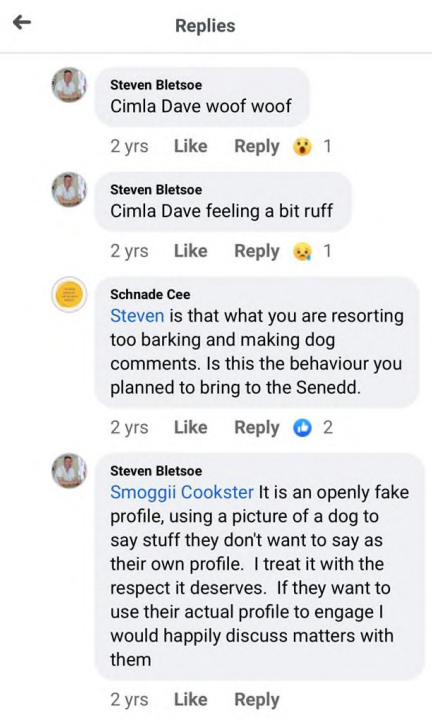 Replies
Steven Bletsoe
Cimla Dave woof woof
2 yrs Like Reply 1
Steven Bletsoe
Cimla Dave feeling a bit ruff
2 yrs Like Reply 1
Schnade Cee
Steven is that what you are resorting
too barking and making dog
comments. Is this the behaviour you
planned to bring to the Senedd.
2 yrs Like Reply 2
Steven Bletsoe
Smoggii Cookster It is an openly fake
profile, using a picture of a dog to
say stuff they don't want to say as
their own profile. I treat it with the
respect it deserves. If they want to
use their actual profile to engage I
would happily discuss matters with
them
2 yrs Like Reply